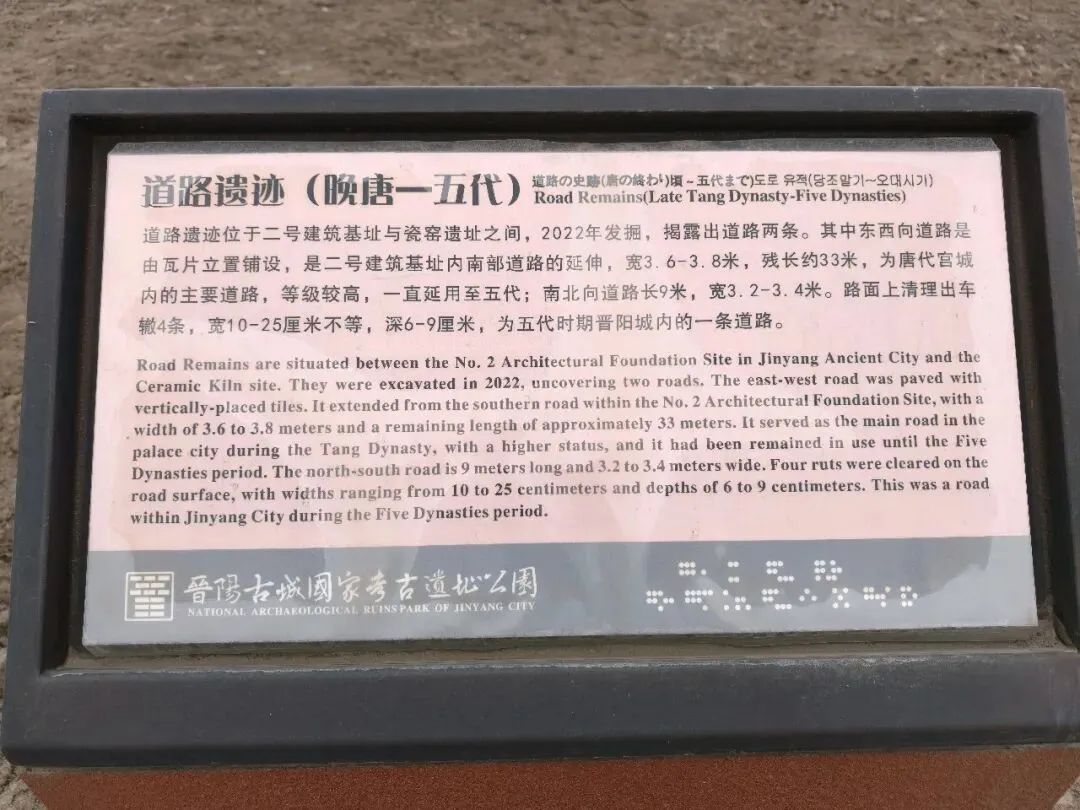 道路遗迹（晚唐—五代）
道路の史跡(唐の終わり)頃~五代まで)도로 유적(당조말기~오대시기)
Road Remains(Late Tang Dynasty-Five Dynasties)
道路遗迹位于二号建筑基址与瓷窑遗址之间，2022年发掘，揭露出道路两条。其中东西向道路是
由瓦片立置铺设，是二号建筑基址内南部道路的延伸，宽3.6-3.8米，残长约33米，为唐代宫城
内的主要道路，等级较高，一直延用至五代；南北向道路长9米，宽3.2-3.4米。路面上清理出车
辙4条，宽10-25厘米不等，深6-9厘米，为五代时期晋阳城内的一条道路。
Road Remains are situated between the No. 2 Architectural Foundation Site in Jinyang Ancient City and the
Ceramic Kiln site. They were excavated in 2022, uncovering two roads. The east-west road was paved with
vertically-placed tiles. It extended from the southern road within the No. 2 Architectural Foundation Site, with a
width of 3.6 to 3.8 meters and a remaining length of approximately 33 meters. It served as the main road in the
palace city during the Tang Dynasty, with a higher status, and it had been remained in use until the Five
Dynasties period. The north-south road is 9 meters long and 3.2 to 3.4 meters wide. Four ruts were cleared on the
road surface, with widths ranging from 10 to 25 centimeters and depths of 6 to 9 centimeters. This was a road
within Jinyang City during the Five Dynasties period.
晉陽古城國家考古遺址公園
NATIONAL ARCHAEOLOGICAL RUINS PARK OF JINYANG CITY